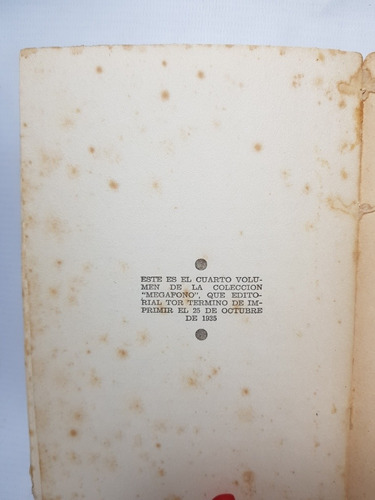 ESTE ES EL CUARTO VOLU-
MEN DE LA COLECCION
"MEGAFONO", QUE EDITO-
RIAL TOR TERMINO DE IM-
PRIMIR EL 25 DE OCTUBRE
DE 1935